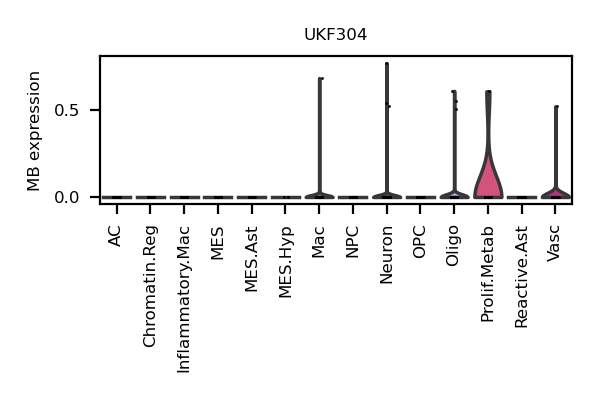 UKF304
MB expression
0.5
0.0
AC
Chromatin.Reg
Inflammatory.Mac
MES
MES.Ast
MES.Hyp
Mac
NPC
Neuron
OPC
Oligo
Prolif.Metab
Reactive.Ast
Vasc